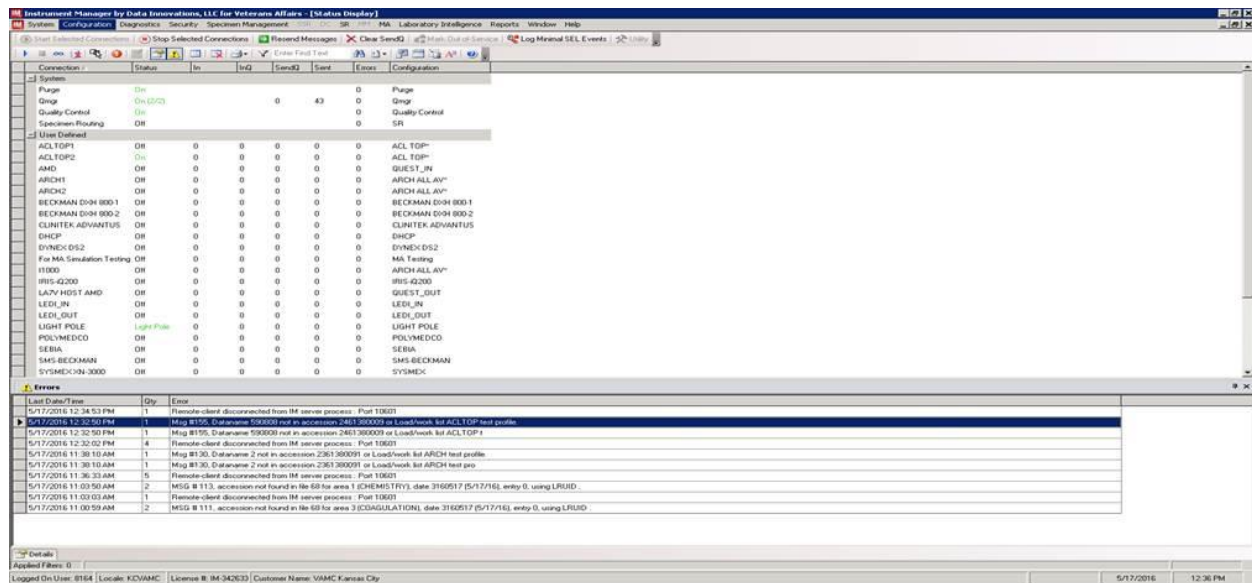 Instrument Manager by Data Innovations, LLC for Veterans Affairs - [Status Display]
System Configuration Diagnostics Security Specimen Management SR MA Laboratory Intelligence Reports Window Help
Start Selected Connections Stop Selected Connections Resend Messages Clear SendQ Mark Out of Service Log Minimal SEL Events Utility
Enter Find Text
Connection / Status In InQ SendQ Sent Errors Configuration
System
Purge On 0 Purge
Qmgr On (2/2) 0 43 0 Qmgr
Quality Control On 0 Quality Control
Specimen Routing Off 0 SR
User Defined
ACLTOP1 Off 0 0 0 0 0 ACL TOP~
ACLTOP2 On 0 0 0 0 0 ACL TOP~
AMD Off 0 0 0 0 0 QUEST_IN
ARCH1 Off 0 0 0 0 0 ARCH ALL AV~
ARCH2 Off 0 0 0 0 0 ARCH ALL AV~
BECKMAN DXH 800-1 Off 0 0 0 0 0 BECKMAN DXH 800-1
BECKMAN DXH 800-2 Off 0 0 0 0 0 BECKMAN DXH 800-2
CLINITEK ADVANTUS Off 0 0 0 0 0 CLINITEK ADVANTUS
DHCP Off 0 0 0 0 0 DHCP
DYNEX DS2 Off 0 0 0 0 0 DYNEX DS2
For MA Simulation Testing Off 0 0 0 0 0 MA Testing
I1000 Off 0 0 0 0 0 ARCH ALL AV~
IRIS-iQ200 Off 0 0 0 0 0 IRIS-iQ200
LA7V HOST AMD Off 0 0 0 0 0 QUEST_OUT
LEDI_IN Off 0 0 0 0 0 LEDI_IN
LEDI_OUT Off 0 0 0 0 0 LEDI_OUT
LIGHT POLE Light Pole 0 0 0 0 0 LIGHT POLE
POLYMEDCO Off 0 0 0 0 0 POLYMEDCO
SEBIA Off 0 0 0 0 0 SEBIA
SMS-BECKMAN Off 0 0 0 0 0 SMS-BECKMAN
SYSMEX XN-3000 Off 0 0 0 0 0 SYSMEX
Errors
Last Date/Time Qty Error
5/17/2016 12:34:53 PM 1 Remote-client disconnected from IM server process : Port 10601
5/17/2016 12:32:50 PM 1 Msg #155, Dataname 590808 not in accession 2461380009 or Load/work list ACLTOP test profile.
5/17/2016 12:32:50 PM 1 Msg #155, Dataname 590808 not in accession 2461380009 or Load/work list ACLTOP t
5/17/2016 12:32:02 PM 4 Remote-client disconnected from IM server process : Port 10601
5/17/2016 11:38:10 AM 1 Msg #130, Dataname 2 not in accession 2361380091 or Load/work list ARCH test profile.
5/17/2016 11:38:10 AM 1 Msg #130, Dataname 2 not in accession 2361380091 or Load/work list ARCH test pro
5/17/2016 11:36:33 AM 5 Remote-client disconnected from IM server process : Port 10601
5/17/2016 11:03:50 AM 2 MSG # 113, accession not found in file 68 for area 1 (CHEMISTRY), date 3160517 (5/17/16), entry 0, using LRUID .
5/17/2016 11:03:03 AM 1 Remote-client disconnected from IM server process : Port 10601
5/17/2016 11:00:59 AM 2 MSG # 111, accession not found in file 68 for area 3 (COAGULATION), date 3160517 (5/17/16), entry 0, using LRUID .
Details
Applied Filters: 0
Logged On User: 8164 Locale: KCVAMC License #: IM-342633 Customer Name: VAMC Kansas City 5/17/2016 12:36 PM